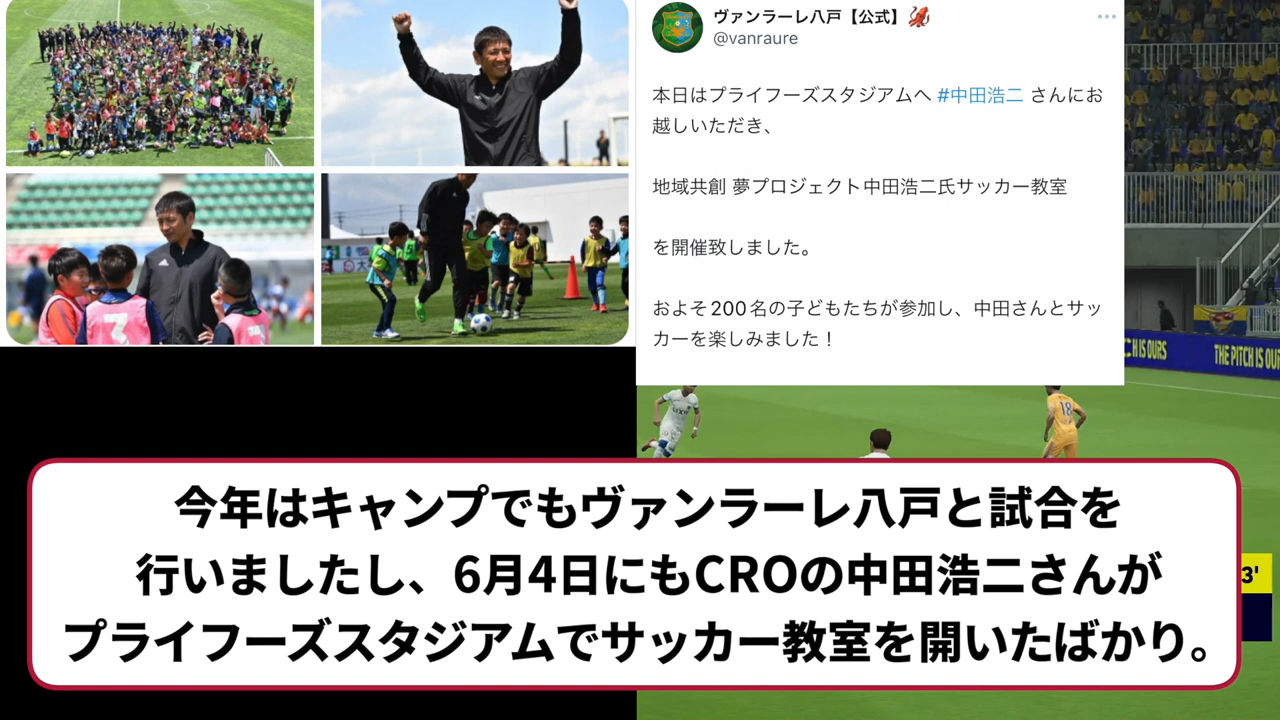 ヴァンラーレ八戸【公式】
@vanraure
本日はプライフーズスタジアムへ #中田浩二 さんにお
越しいただき、
地域共創 夢プロジェクト中田浩二氏サッカー教室
を開催致しました。
およそ200名の子どもたちが参加し、中田さんとサッ
カーを楽しみました！
3
IS OURS
THE PITCH IS OU
18
3'
今年はキャンプでもヴァンラーレ八戸と試合を
行いましたし、6月4日にもCROの中田浩二さんが
プライフーズスタジアムでサッカー教室を開いたばかり。